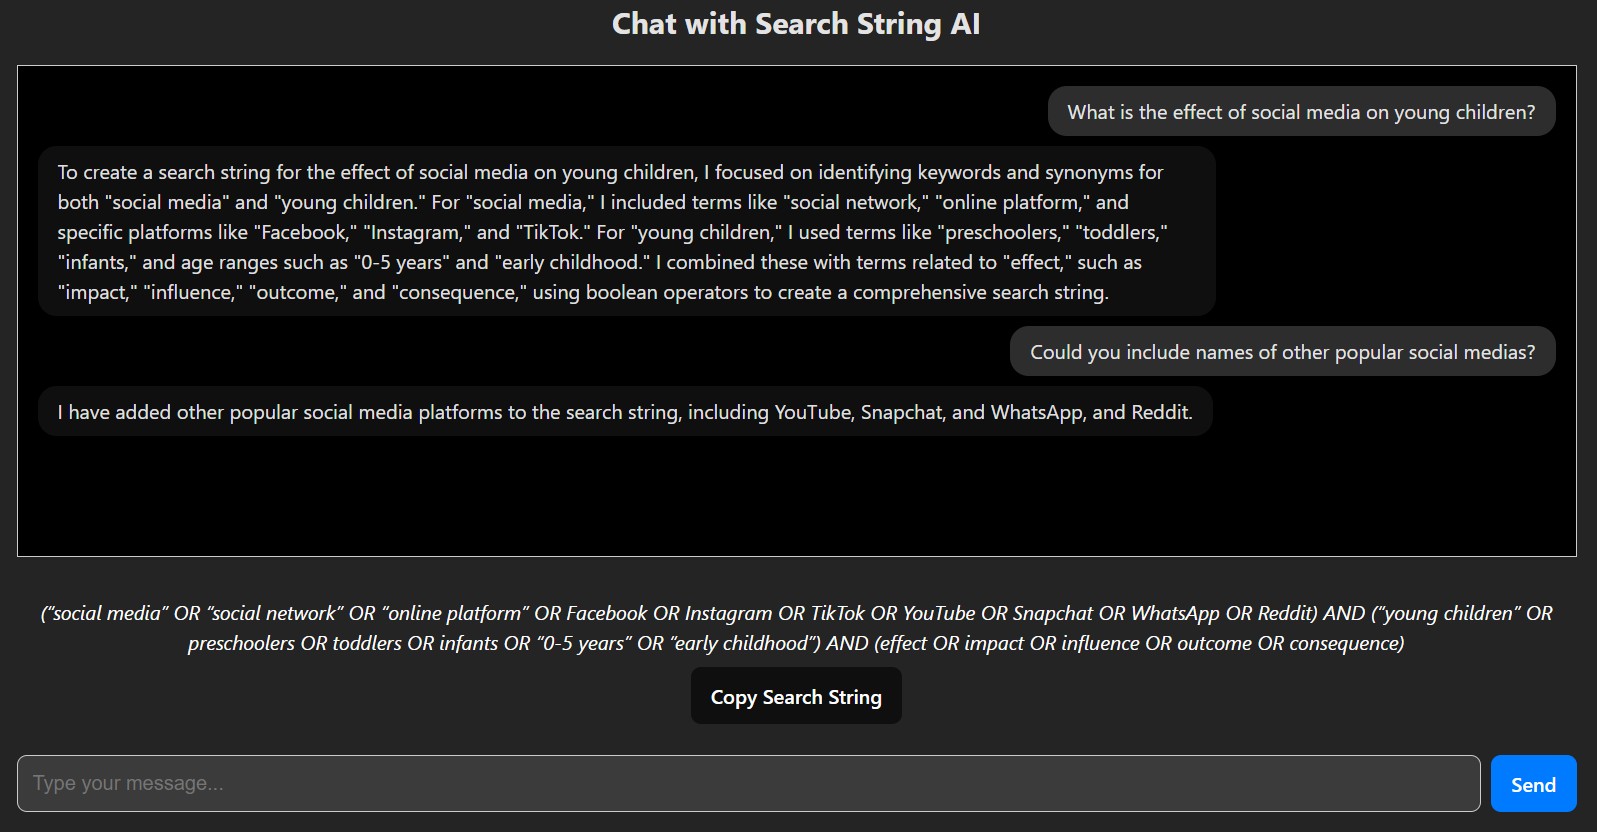 Chat with Search String AI
What is the effect of social media on young children?
To create a search string for the effect of social media on young children, I focused on identifying keywords and synonyms for
both "social media" and "young children." For "social media," I included terms like "social network," "online platform," and
specific platforms like "Facebook," "Instagram," and "TikTok." For "young children," I used terms like "preschoolers," "toddlers,"
"infants," and age ranges such as "0-5 years" and "early childhood." I combined these with terms related to "effect," such as
"impact," "influence," "outcome," and "consequence," using boolean operators to create a comprehensive search string.
Could you include names of other popular social medias?
I have added other popular social media platforms to the search string, including YouTube, Snapchat, and WhatsApp, and Reddit.
(“social media” OR “social network” OR “online platform” OR Facebook OR Instagram OR TikTok OR YouTube OR Snapchat OR WhatsApp OR Reddit) AND (“young children” OR
preschoolers OR toddlers OR infants OR “0-5 years” OR “early childhood”) AND (effect OR impact OR influence OR outcome OR consequence)
Copy Search String
Type your message...
Send